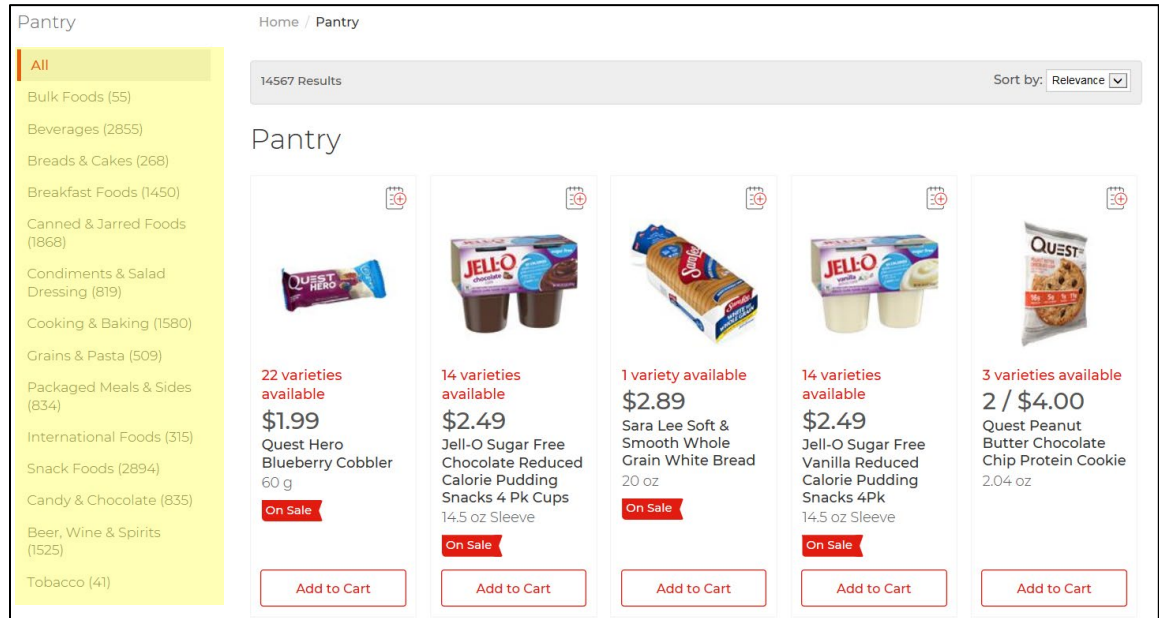 Pantry
Home / Pantry
All
Bulk Foods (55)
Beverages (2855)
Breads & Cakes (268)
Breakfast Foods (1450)
Canned & Jarred Foods
(1868)
Condiments & Salad
Dressing (819)
Cooking & Baking (1580)
Grains & Pasta (509)
Packaged Meals & Sides
(834)
International Foods (315)
Snack Foods (2894)
Candy & Chocolate (835)
Beer, Wine & Spirits
(1525)
Tobacco (41)
14567 Results
Sort by: Relevance
Pantry
QUEST
HERO
22 varieties
available
$1.99
Quest Hero
Blueberry Cobbler
60 g
On Sale
Add to Cart
JELL-O
chocolate
14 varieties
available
$2.49
Jell-O Sugar Free
Chocolate Reduced
Calorie Pudding
Snacks 4 Pk Cups
14.5 oz Sleeve
On Sale
Add to Cart
Sara Lee
1 variety available
$2.89
Sara Lee Soft &
Smooth Whole
Grain White Bread
20 oz
On Sale
Add to Cart
JELL-O
vanilla
14 varieties
available
$2.49
Jell-O Sugar Free
Vanilla Reduced
Calorie Pudding
Snacks 4Pk
14.5 oz Sleeve
On Sale
Add to Cart
QUEST
3 varieties available
2 / $4.00
Quest Peanut
Butter Chocolate
Chip Protein Cookie
2.04 oz
Add to Cart